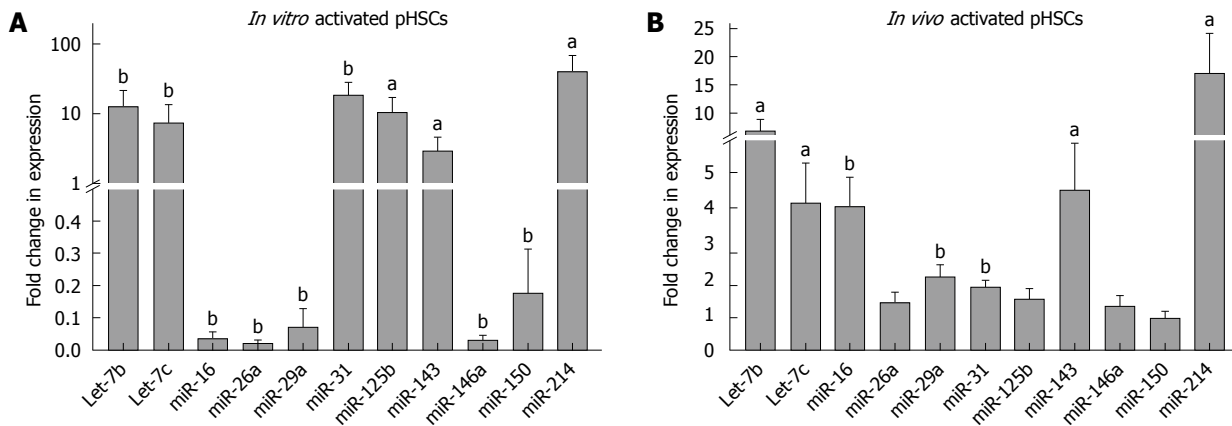 A
In vitro activated pHSCs
Fold change in expression
100
10
1
0.4
0.3
0.2
0.1
0.0
b
b
b
b
b
b
a
a
b
b
a
Let-7b
Let-7c
miR-16
miR-26a
miR-29a
miR-31
miR-125b
miR-143
miR-146a
miR-150
miR-214
B
In vivo activated pHSCs
Fold change in expression
25
20
15
10
5
4
3
2
1
0
a
a
b
b
b
a
a
Let-7b
Let-7c
miR-16
miR-26a
miR-29a
miR-31
miR-125b
miR-143
miR-146a
miR-150
miR-214